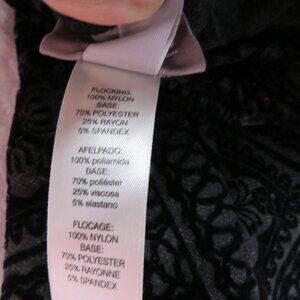 FLOCKING:
100% NYLON
BASE:
70% POLYESTER
25% RAYON
5% SPANDEX
AFELPADO:
100% poliamida
BASE:
70% poliéster
25% viscosa
5% elastano
FLOCAGE:
100% NYLON
BASE:
70% POLYESTER
25% RAYONNE
5% SPANDEX